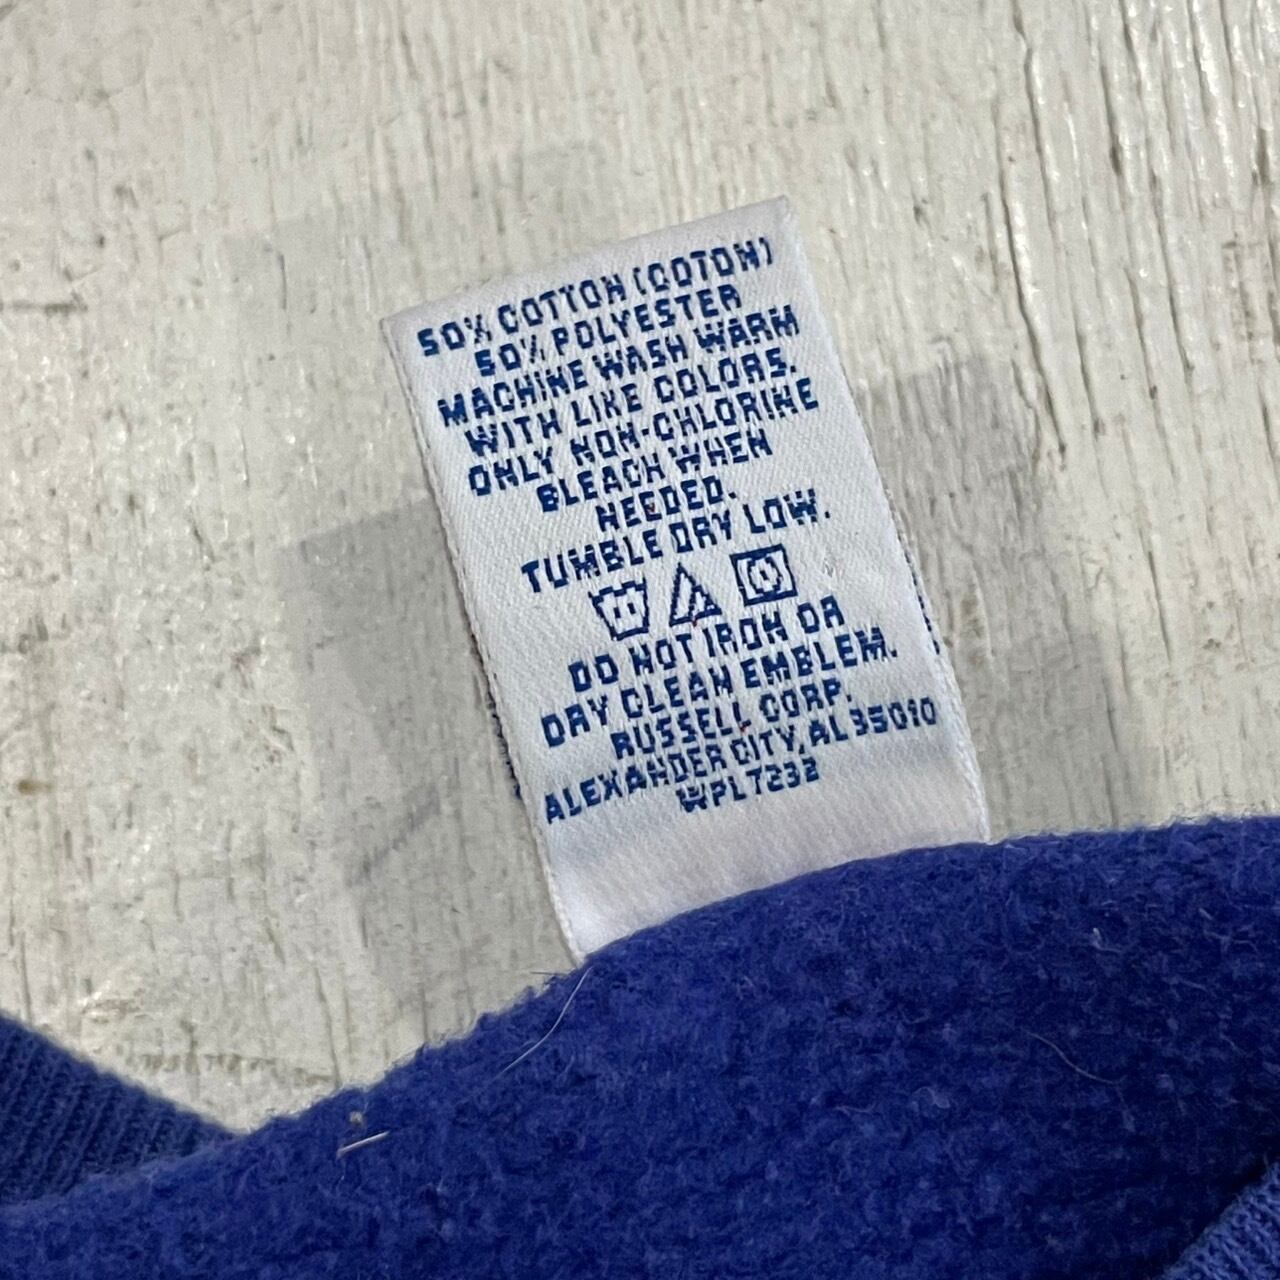 50% COTTON (COTON)
50% POLYESTER
MACHINE WASH WARM
WITH LIKE COLORS.
ONLY NON-CHLORINE
BLEACH WHEN
NEEDED.
TUMBLE DRY LOW.
DO NOT IRON OR
DRY CLEAN EMBLEM.
RUSSELL CORP.
ALEXANDER CITY, AL 35010
WPL 7232